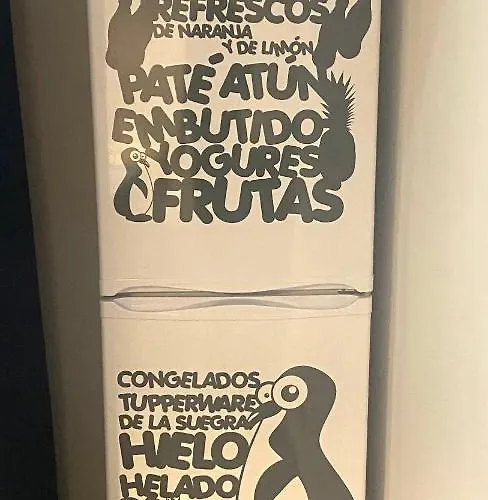 REFRESCOS
DE NARANJA
Y DE LIMÓN
PATÉ ATÚN
EMBUTIDO
YOGURES
FRUTAS
CONGELADOS
TUPPERWARE
DE LA SUEGRA
HIELO
HELADO